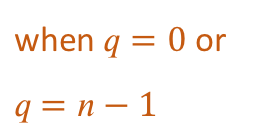 when q = 0 or
q = n − 1